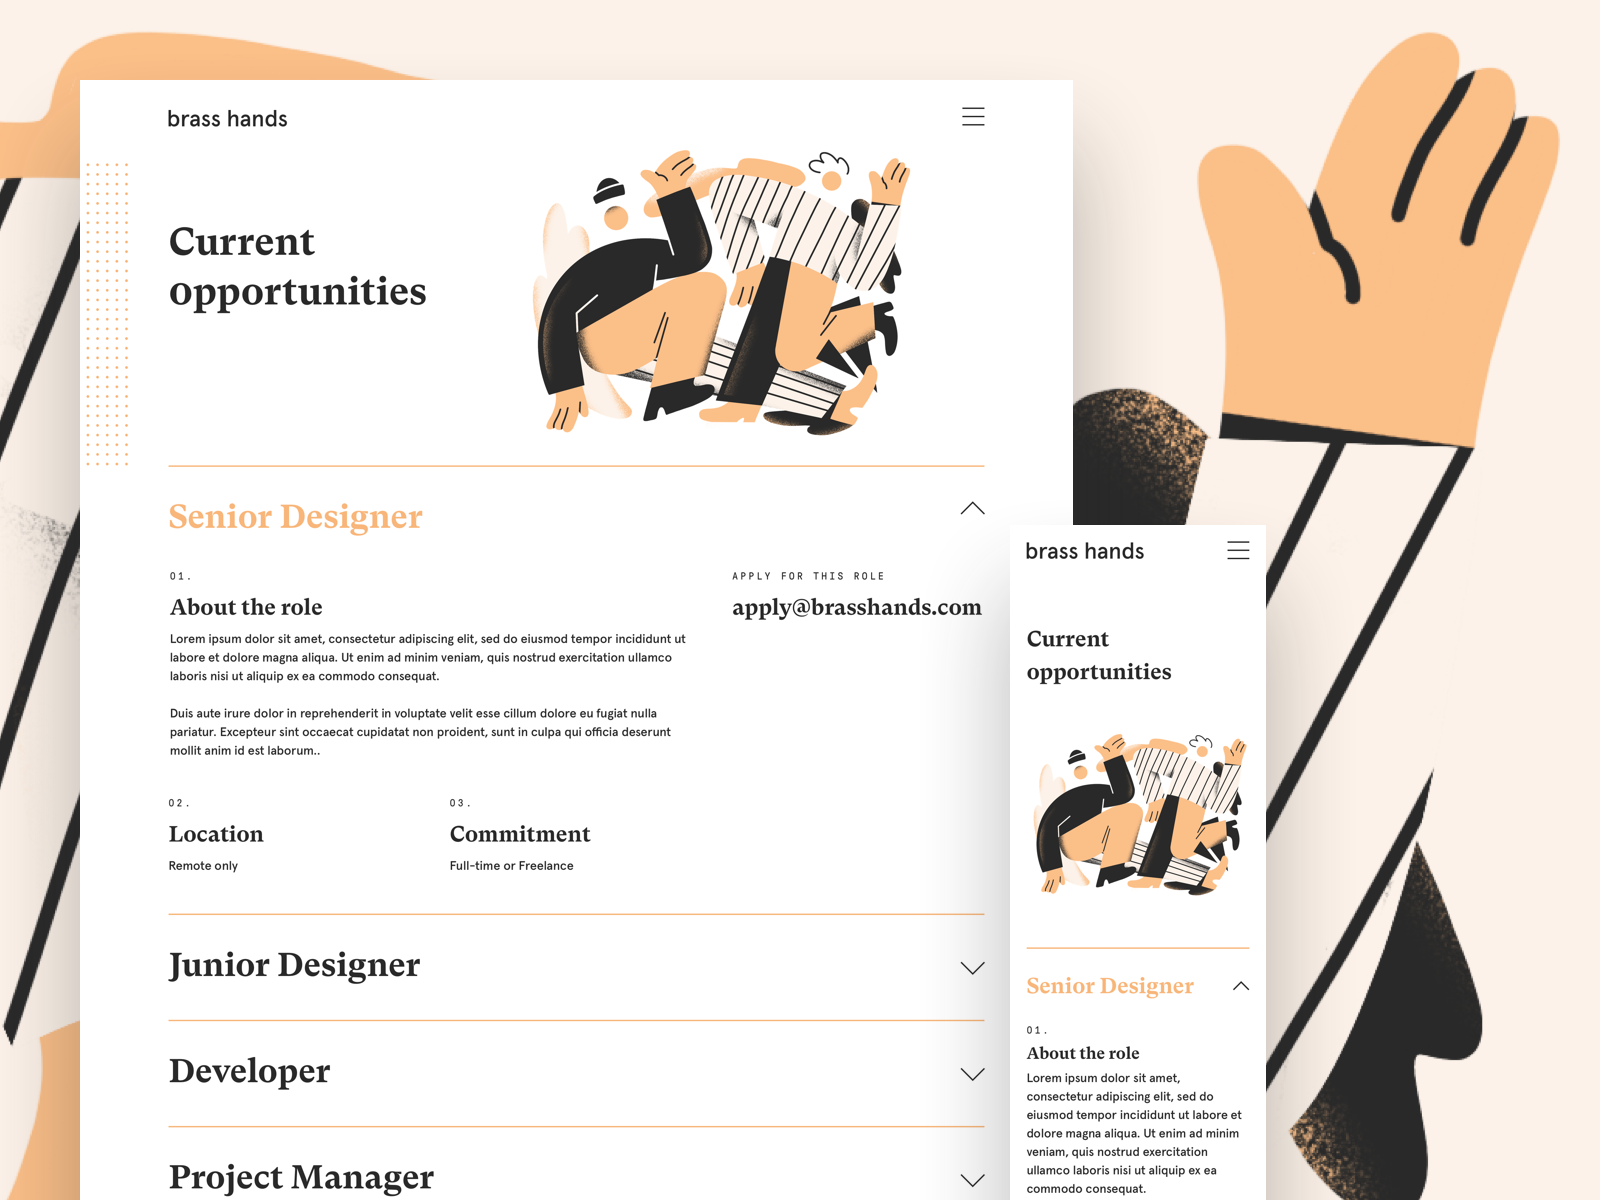 brass hands
Current
opportunities
Senior Designer
01.
About the role
Lorem ipsum dolor sit amet, consectetur adipiscing elit, sed do eiusmod tempor incididunt ut
labore et dolore magna aliqua. Ut enim ad minim veniam, quis nostrud exercitation ullamco
laboris nisi ut aliquip ex ea commodo consequat.
Duis aute irure dolor in reprehenderit in voluptate velit esse cillum dolore eu fugiat nulla
pariatur. Excepteur sint occaecat cupidatat non proident, sunt in culpa qui officia deserunt
mollit anim id est laborum..
APPLY FOR THIS ROLE
apply@brasshands.com
02.
Location
Remote only
03.
Commitment
Full-time or Freelance
Junior Designer
Developer
Project Manager
brass hands
Current
opportunities
Senior Designer
01.
About the role
Lorem ipsum dolor sit amet,
consectetur adipiscing elit, sed do
eiusmod tempor incididunt ut labore et
dolore magna aliqua. Ut enim ad minim
veniam, quis nostrud exercitation
ullamco laboris nisi ut aliquip ex ea
commodo consequat.